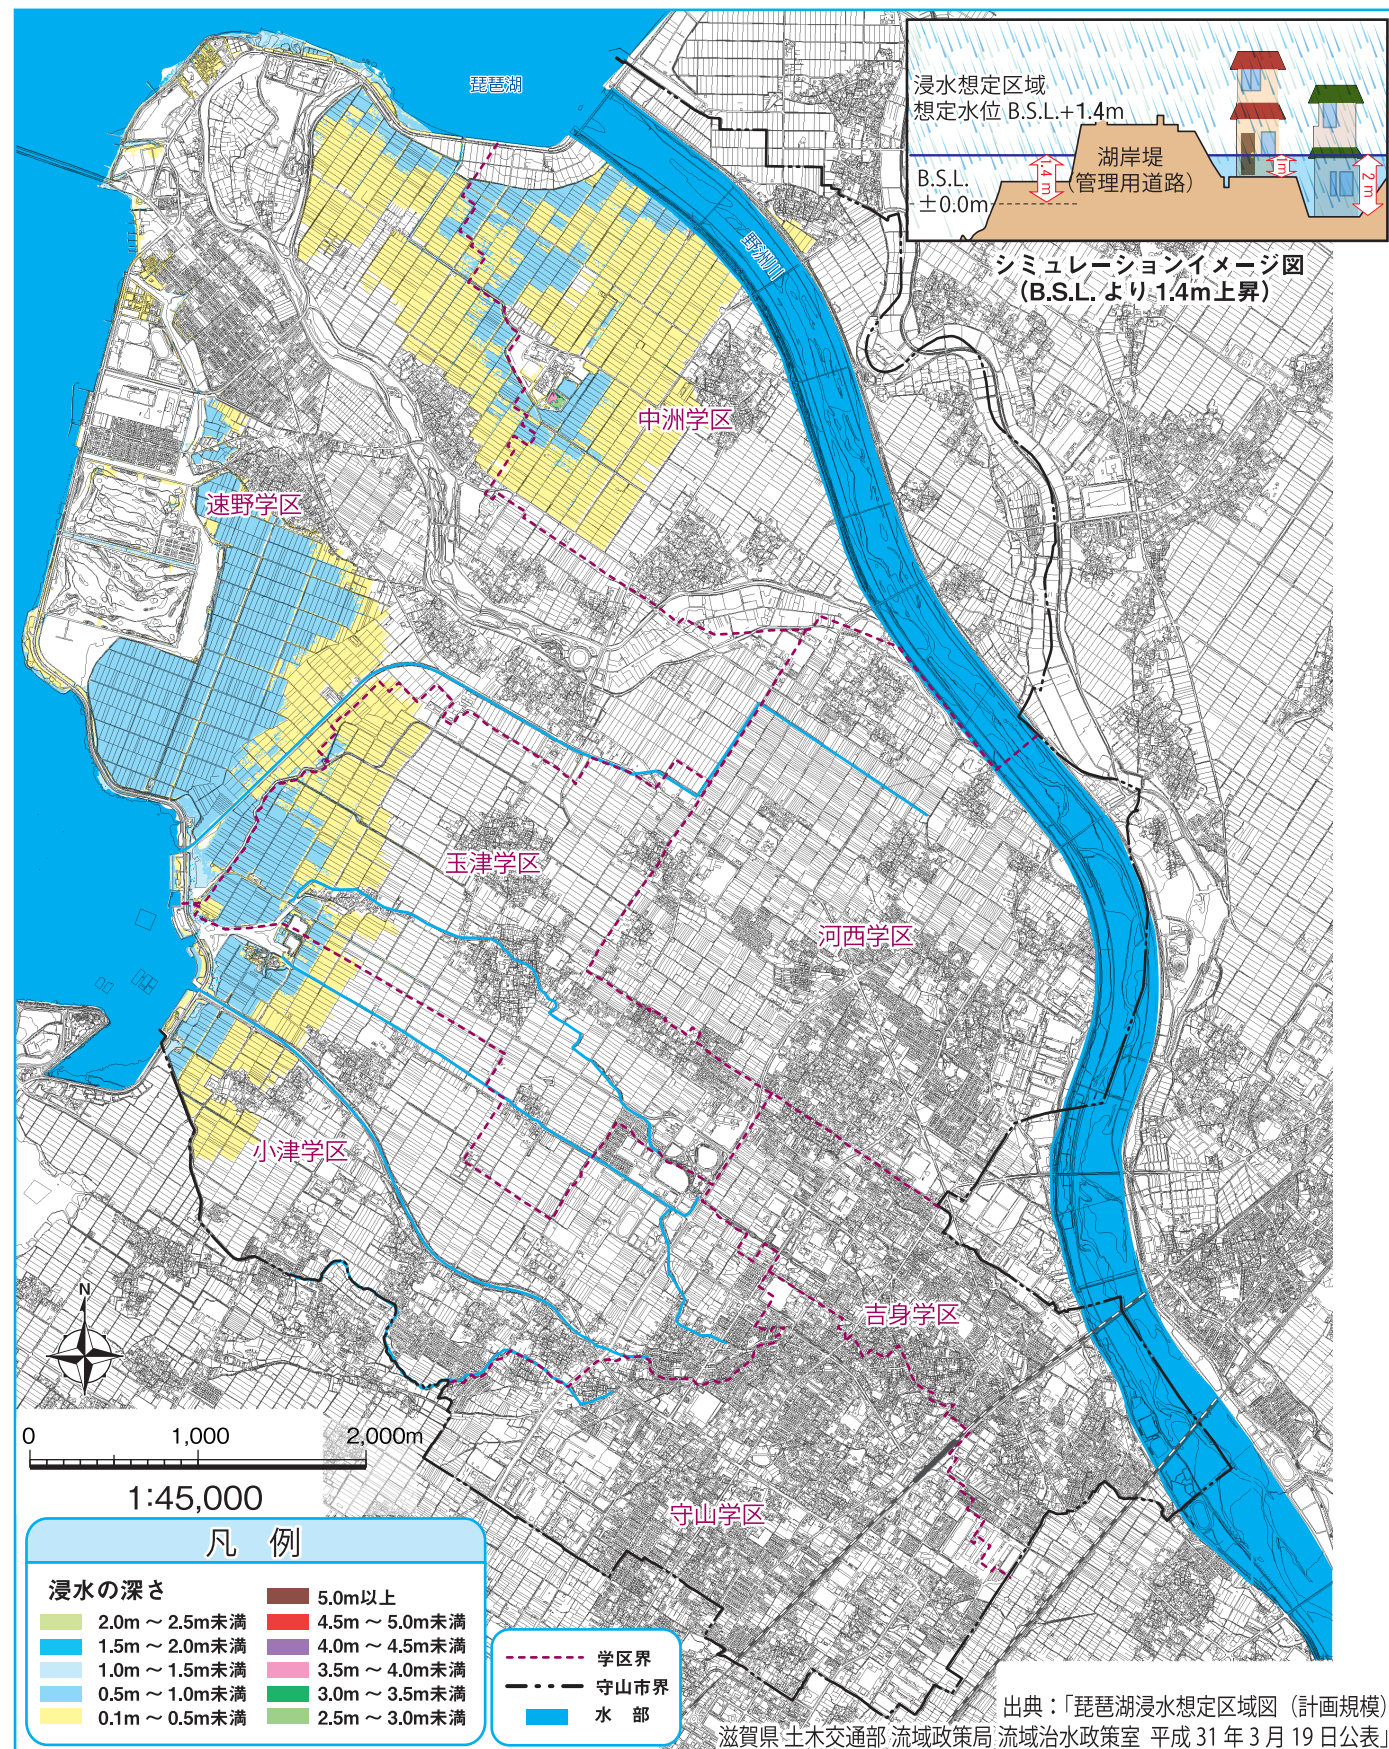 琵琶湖
浸水想定区域
想定水位 B.S.L.+1.4m
湖岸堤
(管理用道路)
B.S.L.
±0.0m
1.4m
1m
2m
シミュレーションイメージ図
(B.S.L. より 1.4m上昇)
野洲川
中洲学区
速野学区
玉津学区
河西学区
小津学区
吉身学区
守山学区
N
0 1,000 2,000m
1:45,000
凡 例
浸水の深さ
2.0m ～ 2.5m未満
1.5m ～ 2.0m未満
1.0m ～ 1.5m未満
0.5m ～ 1.0m未満
0.1m ～ 0.5m未満
5.0m以上
4.5m ～ 5.0m未満
4.0m ～ 4.5m未満
3.5m ～ 4.0m未満
3.0m ～ 3.5m未満
2.5m ～ 3.0m未満
学区界
守山市界
水 部
出典：「琵琶湖浸水想定区域図（計画規模）
滋賀県 土木交通部 流域政策局 流域治水政策室 平成 31 年 3 月 19 日公表」